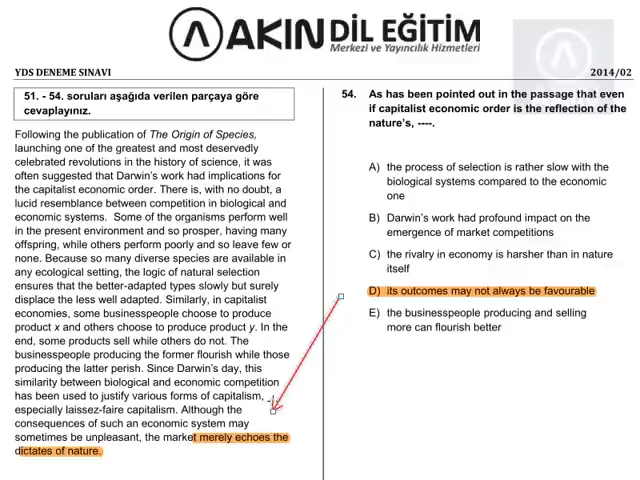 AKIN DİL EĞİTİM
Merkezi ve Yayıncılık Hizmetleri
YDS DENEME SINAVI
2014/02
51. - 54. soruları aşağıda verilen parçaya göre
cevaplayınız.
Following the publication of The Origin of Species,
launching one of the greatest and most deservedly
celebrated revolutions in the history of science, it was
often suggested that Darwin's work had implications for
the capitalist economic order. There is, with no doubt, a
lucid resemblance between competition in biological and
economic systems. Some of the organisms perform well
in the present environment and so prosper, having many
offspring, while others perform poorly and so leave few or
none. Because so many diverse species are available in
any ecological setting, the logic of natural selection
ensures that the better-adapted types slowly but surely
displace the less well adapted. Similarly, in capitalist
economies, some businesspeople choose to produce
product x and others choose to produce product y. In the
end, some products sell while others do not. The
businesspeople producing the former flourish while those
producing the latter perish. Since Darwin's day, this
similarity between biological and economic competition
has been used to justify various forms of capitalism,
especially laissez-faire capitalism. Although the
consequences of such an economic system may
sometimes be unpleasant, the market merely echoes the
dictates of nature.
54. As has been pointed out in the passage that even
if capitalist economic order is the reflection of the
nature's, ----.
A) the process of selection is rather slow with the
biological systems compared to the economic
one
B) Darwin's work had profound impact on the
emergence of market competitions
C) the rivalry in economy is harsher than in nature
itself
D) its outcomes may not always be favourable
E) the businesspeople producing and selling
more can flourish better